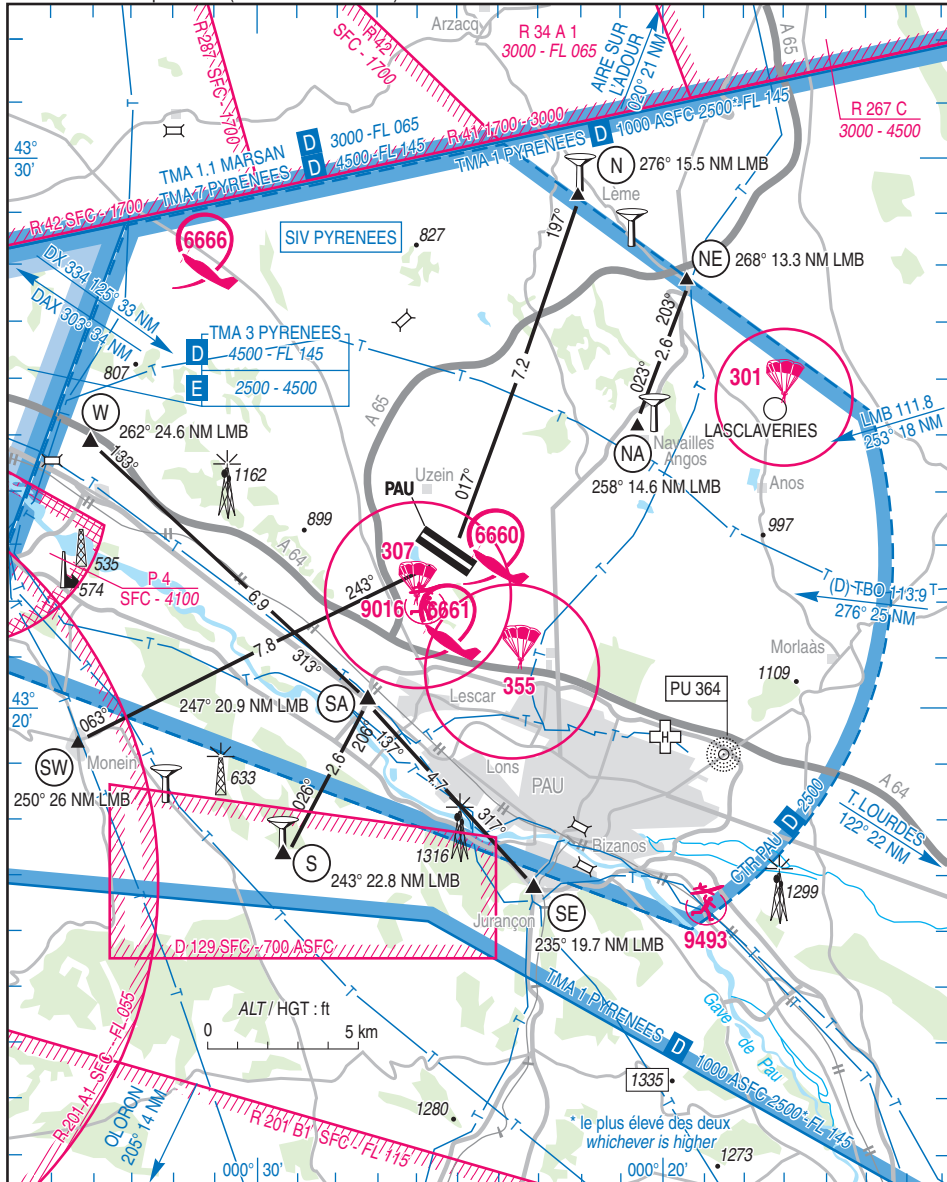 Arzacq
R 287 SFC - 1700
R 42
SFC - 1700
R 34 A 1
3000 - FL 065
AIRE SUR
L'ADOUR
020° 21 NM
A 65
R 267 C
3000 - 4500
43°
30'
TMA 1.1 MARSAN D 3000 -FL 065
TMA 7 PYRENEES D 4500 -FL 145
R 41 1700 - 3000
TMA 1 PYRENEES D 1000 ASFC 2500* FL 145
R 42 SFC - 1700
N
276° 15.5 NM LMB
Lème
197°
6666
SIV PYRENEES
827
NE
268° 13.3 NM LMB
DX 334 125° 33 NM
DAX 303° 34 NM
TMA 3 PYRENEES
D 4500 - FL 145
E 2500 - 4500
807
203°
2.6
023°
7.2
301
LASCLAVERIES
LMB 111.8
253° 18 NM
A 65
W
262° 24.6 NM LMB
133°
NA
Navailles
Angos
258° 14.6 NM LMB
1162
Uzein
PAU
017°
Anos
899
997
A 64
535
574
P 4
SFC - 4100
307
6660
243°
9016
6661
(D) TBO 113.9
276° 25 NM
6.9
7.8
313°
355
Morlaàs
1109
43°
20'
247° 20.9 NM LMB
SA
Lescar
PU 364
063°
SW
Monein
250° 26 NM LMB
206°
137°
2.6
4.7
026°
633
Lons
PAU
A 64
T. LOURDES
122° 22 NM
CTR PAU D 2500
317°
1316
Bizanos
S
243° 22.8 NM LMB
1299
SE
Jurançon
235° 19.7 NM LMB
9493
D 129 SFC - 700 ASFC
ALT / HGT : ft
0 5 km
TMA 1 PYRENEES D 1000 ASFC 2500* FL 145
Gave de Pau
R 201 A1 SFC - FL 055
OLORON
205° 14 NM
R 201 B1 SFC - FL 115
1335
1280
* le plus élevé des deux
whichever is higher
1273
000° 30'
000° 20'